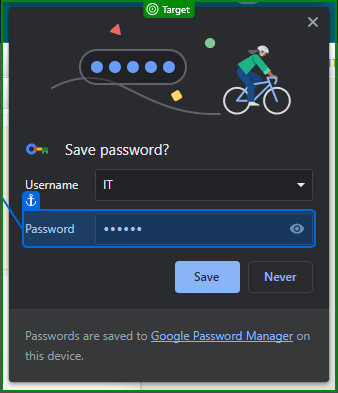 Target
Save password?
Username IT
Password ••••••
Save Never
Passwords are saved to Google Password Manager on
this device.